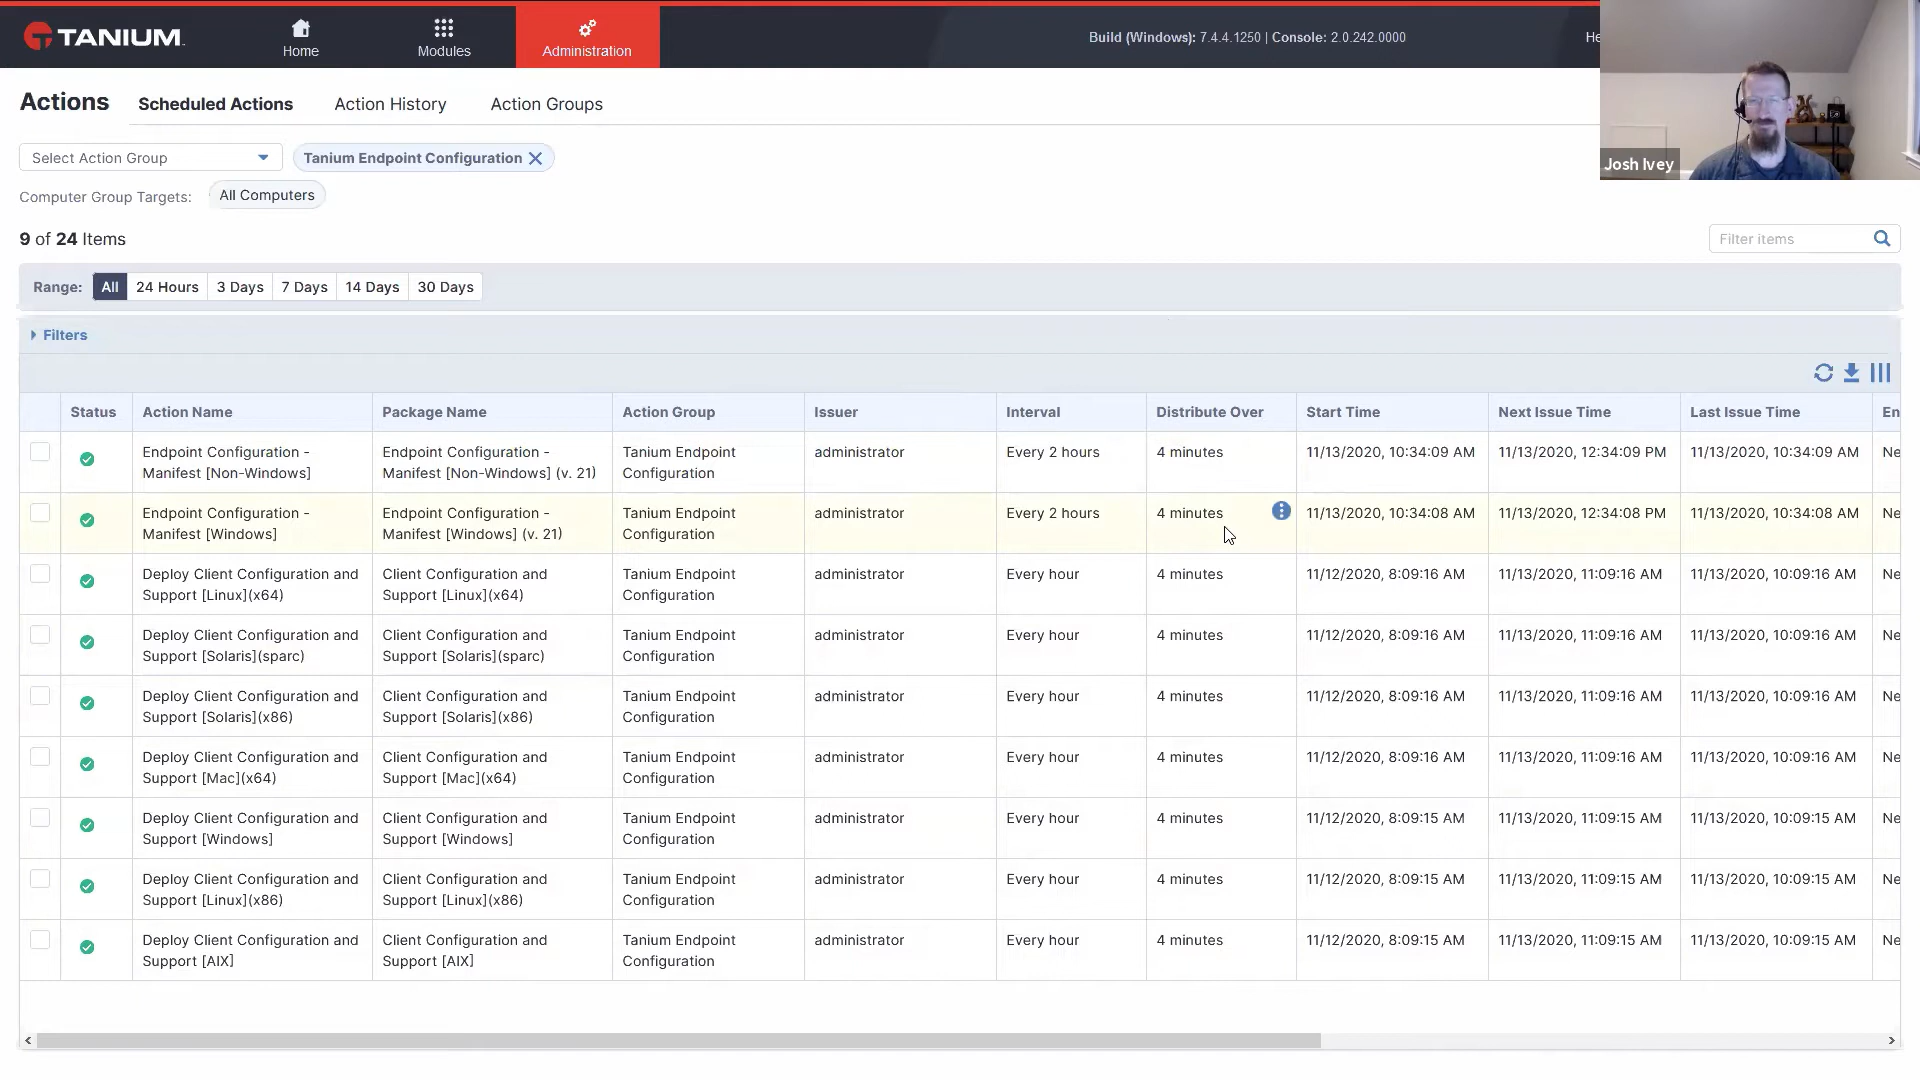 TANIUM
Home
Modules
Administration
Build (Windows): 7.4.4.1250 | Console: 2.0.242.0000
He
Josh Ivey
Actions
Scheduled Actions
Action History
Action Groups
Select Action Group
Tanium Endpoint Configuration
Computer Group Targets:
All Computers
9 of 24 Items
Filter items
Range:
All
24 Hours
3 Days
7 Days
14 Days
30 Days
Filters
Status
Action Name
Package Name
Action Group
Issuer
Interval
Distribute Over
Start Time
Next Issue Time
Last Issue Time
En
Endpoint Configuration -
Manifest [Non-Windows]
Endpoint Configuration -
Manifest [Non-Windows] (v. 21)
Tanium Endpoint
Configuration
administrator
Every 2 hours
4 minutes
11/13/2020, 10:34:09 AM
11/13/2020, 12:34:09 PM
11/13/2020, 10:34:09 AM
Ne
Endpoint Configuration -
Manifest [Windows]
Endpoint Configuration -
Manifest [Windows] (v. 21)
Tanium Endpoint
Configuration
administrator
Every 2 hours
4 minutes
11/13/2020, 10:34:08 AM
11/13/2020, 12:34:08 PM
11/13/2020, 10:34:08 AM
Ne
Deploy Client Configuration and
Support [Linux](x64)
Client Configuration and
Support [Linux](x64)
Tanium Endpoint
Configuration
administrator
Every hour
4 minutes
11/12/2020, 8:09:16 AM
11/13/2020, 11:09:16 AM
11/13/2020, 10:09:16 AM
Ne
Deploy Client Configuration and
Support [Solaris](sparc)
Client Configuration and
Support [Solaris](sparc)
Tanium Endpoint
Configuration
administrator
Every hour
4 minutes
11/12/2020, 8:09:16 AM
11/13/2020, 11:09:16 AM
11/13/2020, 10:09:16 AM
Ne
Deploy Client Configuration and
Support [Solaris](x86)
Client Configuration and
Support [Solaris](x86)
Tanium Endpoint
Configuration
administrator
Every hour
4 minutes
11/12/2020, 8:09:16 AM
11/13/2020, 11:09:16 AM
11/13/2020, 10:09:16 AM
Ne
Deploy Client Configuration and
Support [Mac](x64)
Client Configuration and
Support [Mac](x64)
Tanium Endpoint
Configuration
administrator
Every hour
4 minutes
11/12/2020, 8:09:16 AM
11/13/2020, 11:09:16 AM
11/13/2020, 10:09:16 AM
Ne
Deploy Client Configuration and
Support [Windows]
Client Configuration and
Support [Windows]
Tanium Endpoint
Configuration
administrator
Every hour
4 minutes
11/12/2020, 8:09:15 AM
11/13/2020, 11:09:15 AM
11/13/2020, 10:09:15 AM
Ne
Deploy Client Configuration and
Support [Linux](x86)
Client Configuration and
Support [Linux](x86)
Tanium Endpoint
Configuration
administrator
Every hour
4 minutes
11/12/2020, 8:09:15 AM
11/13/2020, 11:09:15 AM
11/13/2020, 10:09:15 AM
Ne
Deploy Client Configuration and
Support [AIX]
Client Configuration and
Support [AIX]
Tanium Endpoint
Configuration
administrator
Every hour
4 minutes
11/12/2020, 8:09:15 AM
11/13/2020, 11:09:15 AM
11/13/2020, 10:09:15 AM
Ne